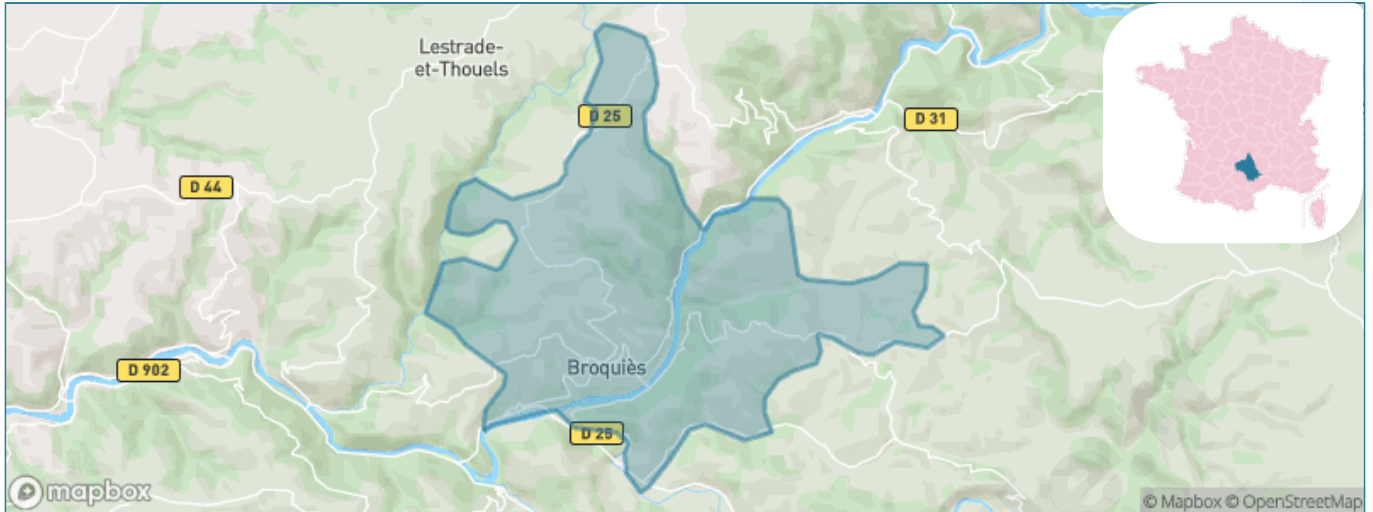 Lestrade-
et-Thouels
D 25
D 31
D 44
D 902
Broquiès
D 25
mapbox
© Mapbox © OpenStreetMap